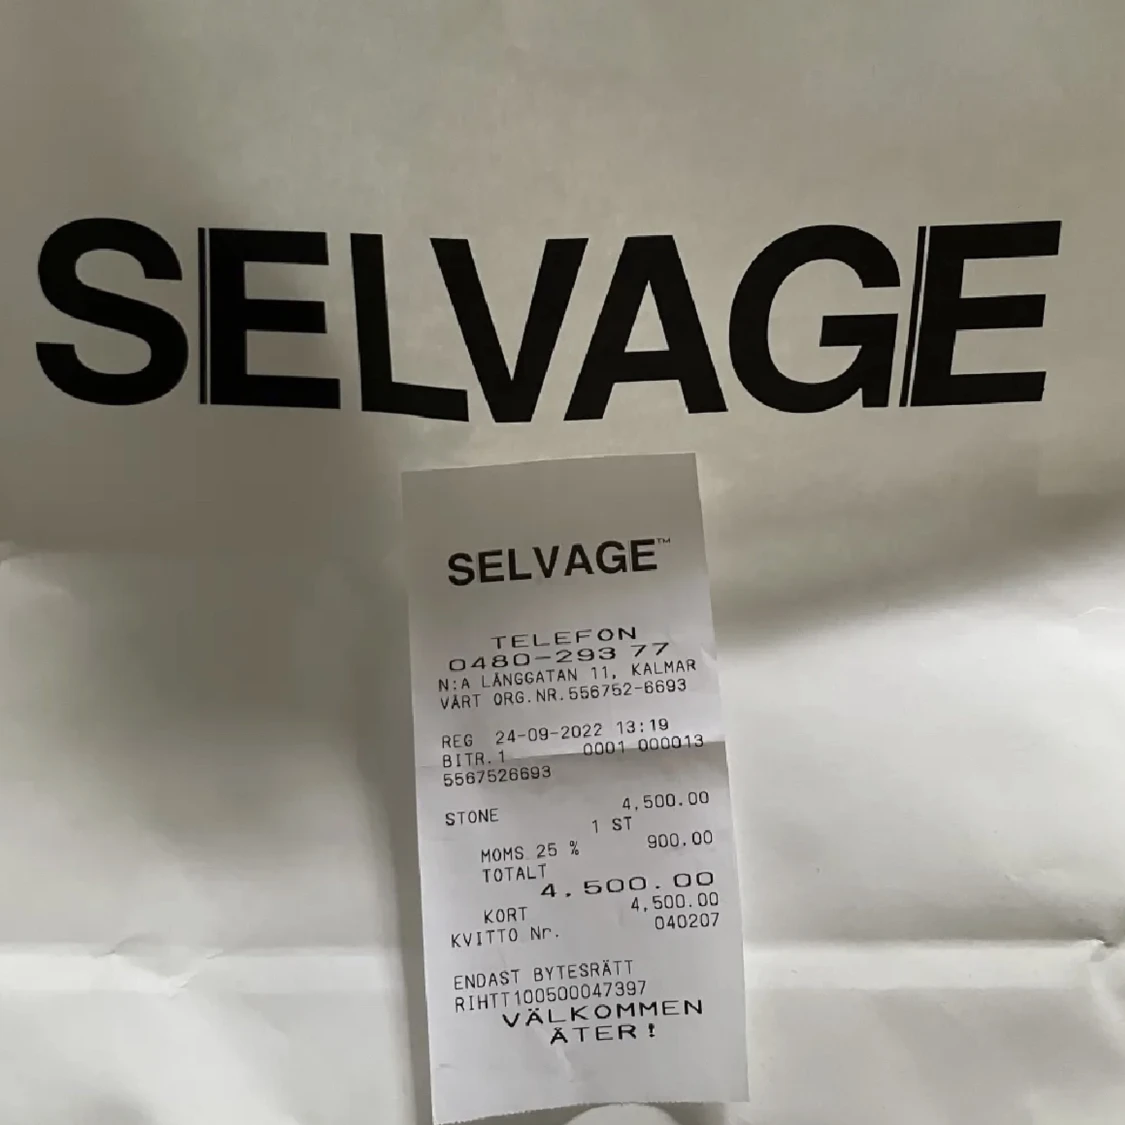 SELVAGE
SELVAGE™
TELEFON
0480-293 77
N:A LÅNGGATAN 11, KALMAR
VÅRT ORG.NR.556752-6693
REG 24-09-2022 13:19
BITR.1 0001 000013
5567526693
STONE 4,500.00
1 ST
MOMS 25 % 900.00
TOTALT
4,500.00
KORT 4,500.00
KVITTO Nr. 040207
ENDAST BYTESRÄTT
RIHTT100500047397
VÄLKOMMEN
ÅTER!